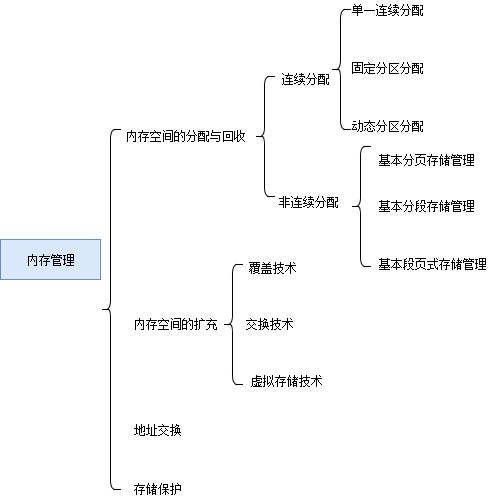 单一连续分配
固定分区分配
连续分配
动态分区分配
内存空间的分配与回收
基本分页存储管理
非连续分配
基本分段存储管理
内存管理
基本段页式存储管理
覆盖技术
内存空间的扩充
交换技术
虚拟存储技术
地址交换
存储保护